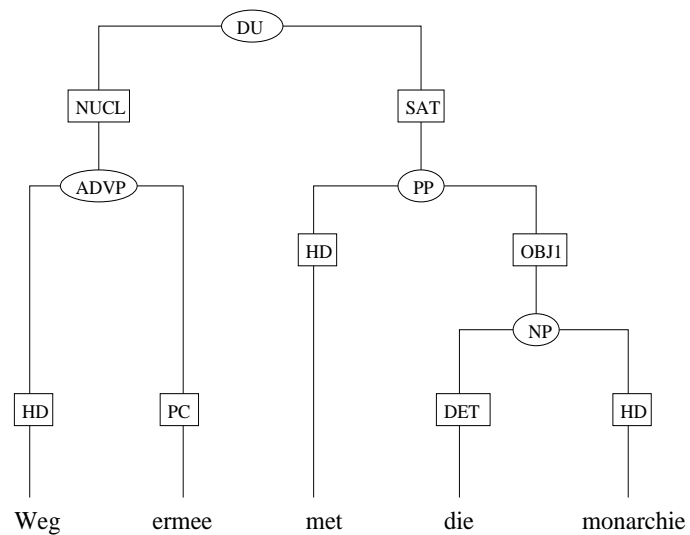 DU
NUCL SAT
ADVP PP
HD OBJ1
NP
HD PC DET HD
Weg ermee met die monarchie